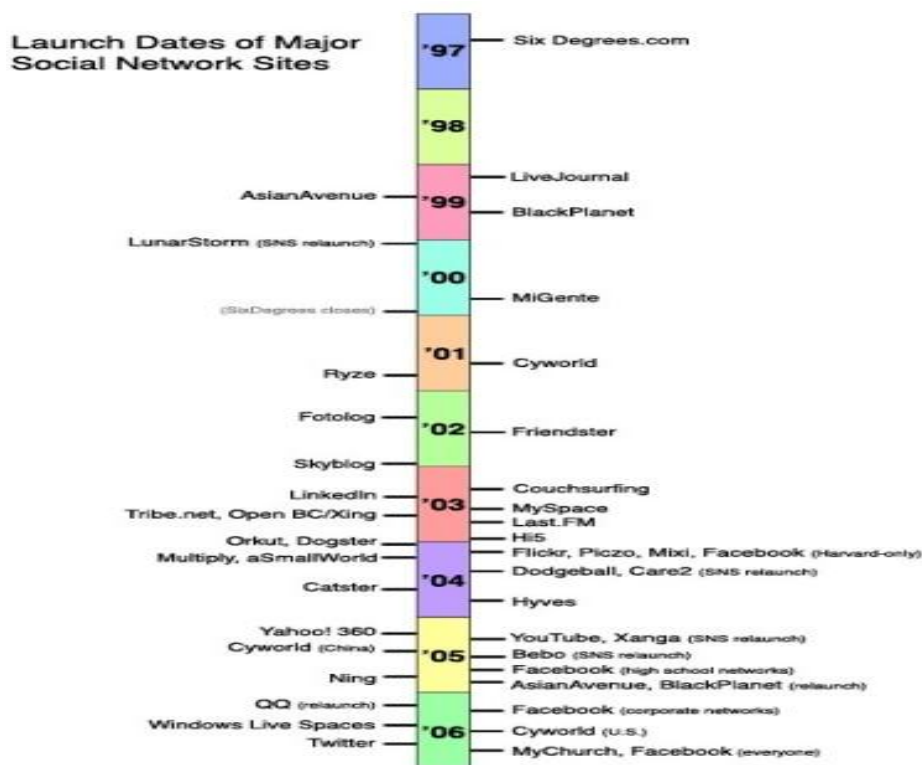 Launch Dates of Major
Social Network Sites
'97
Six Degrees.com
'98
'99
LiveJournal
AsianAvenue
BlackPlanet
LunarStorm (SNS relaunch)
'00
MiGente
(SixDegrees closes)
'01
Cyworld
Ryze
Fotolog
'02
Friendster
Skyblog
Couchsurfing
LinkedIn
'03
MySpace
Tribe.net, Open BC/Xing
Last.FM
Hi5
Orkut, Dogster
Flickr, Piczo, Mixi, Facebook (Harvard-only)
Multiply, aSmallWorld
Dodgeball, Care2 (SNS relaunch)
'04
Catster
Hyves
Yahoo! 360
YouTube, Xanga (SNS relaunch)
Cyworld (China)
'05
Bebo (SNS relaunch)
Facebook (high school networks)
Ning
AsianAvenue, BlackPlanet (relaunch)
QQ (relaunch)
Facebook (corporate networks)
Windows Live Spaces
'06
Cyworld (U.S.)
Twitter
MyChurch, Facebook (everyone)